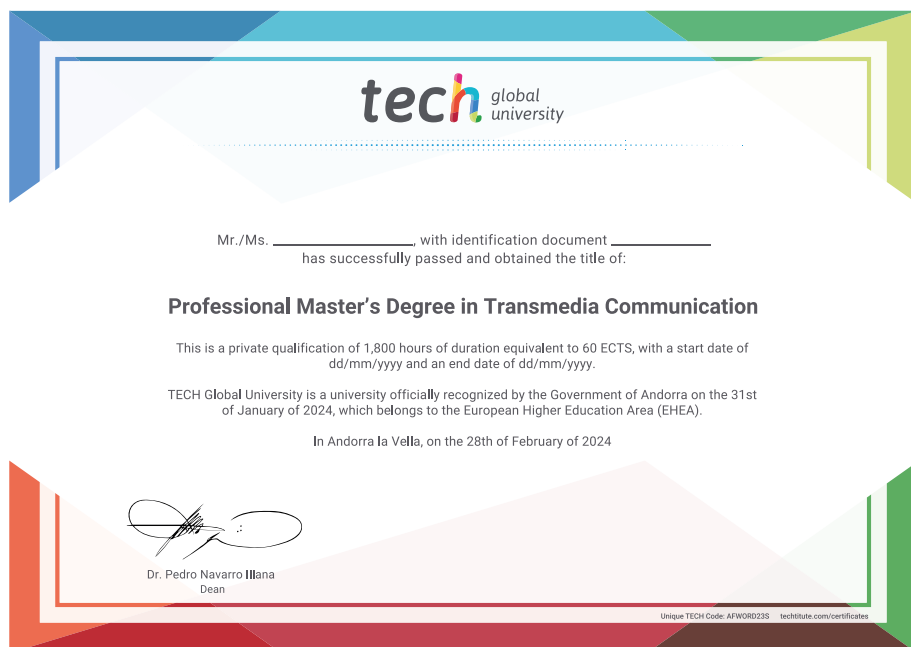 tech global
university
Mr./Ms. ____________________, with identification document ______________
has successfully passed and obtained the title of:
Professional Master's Degree in Transmedia Communication
This is a private qualification of 1,800 hours of duration equivalent to 60 ECTS, with a start date of
dd/mm/yyyy and an end date of dd/mm/yyyy.
TECH Global University is a university officially recognized by the Government of Andorra on the 31st
of January of 2024, which belongs to the European Higher Education Area (EHEA).
In Andorra la Vella, on the 28th of February of 2024
Dr. Pedro Navarro Illana
Dean
Unique TECH Code: AFWORD23S techtitute.com/certificates